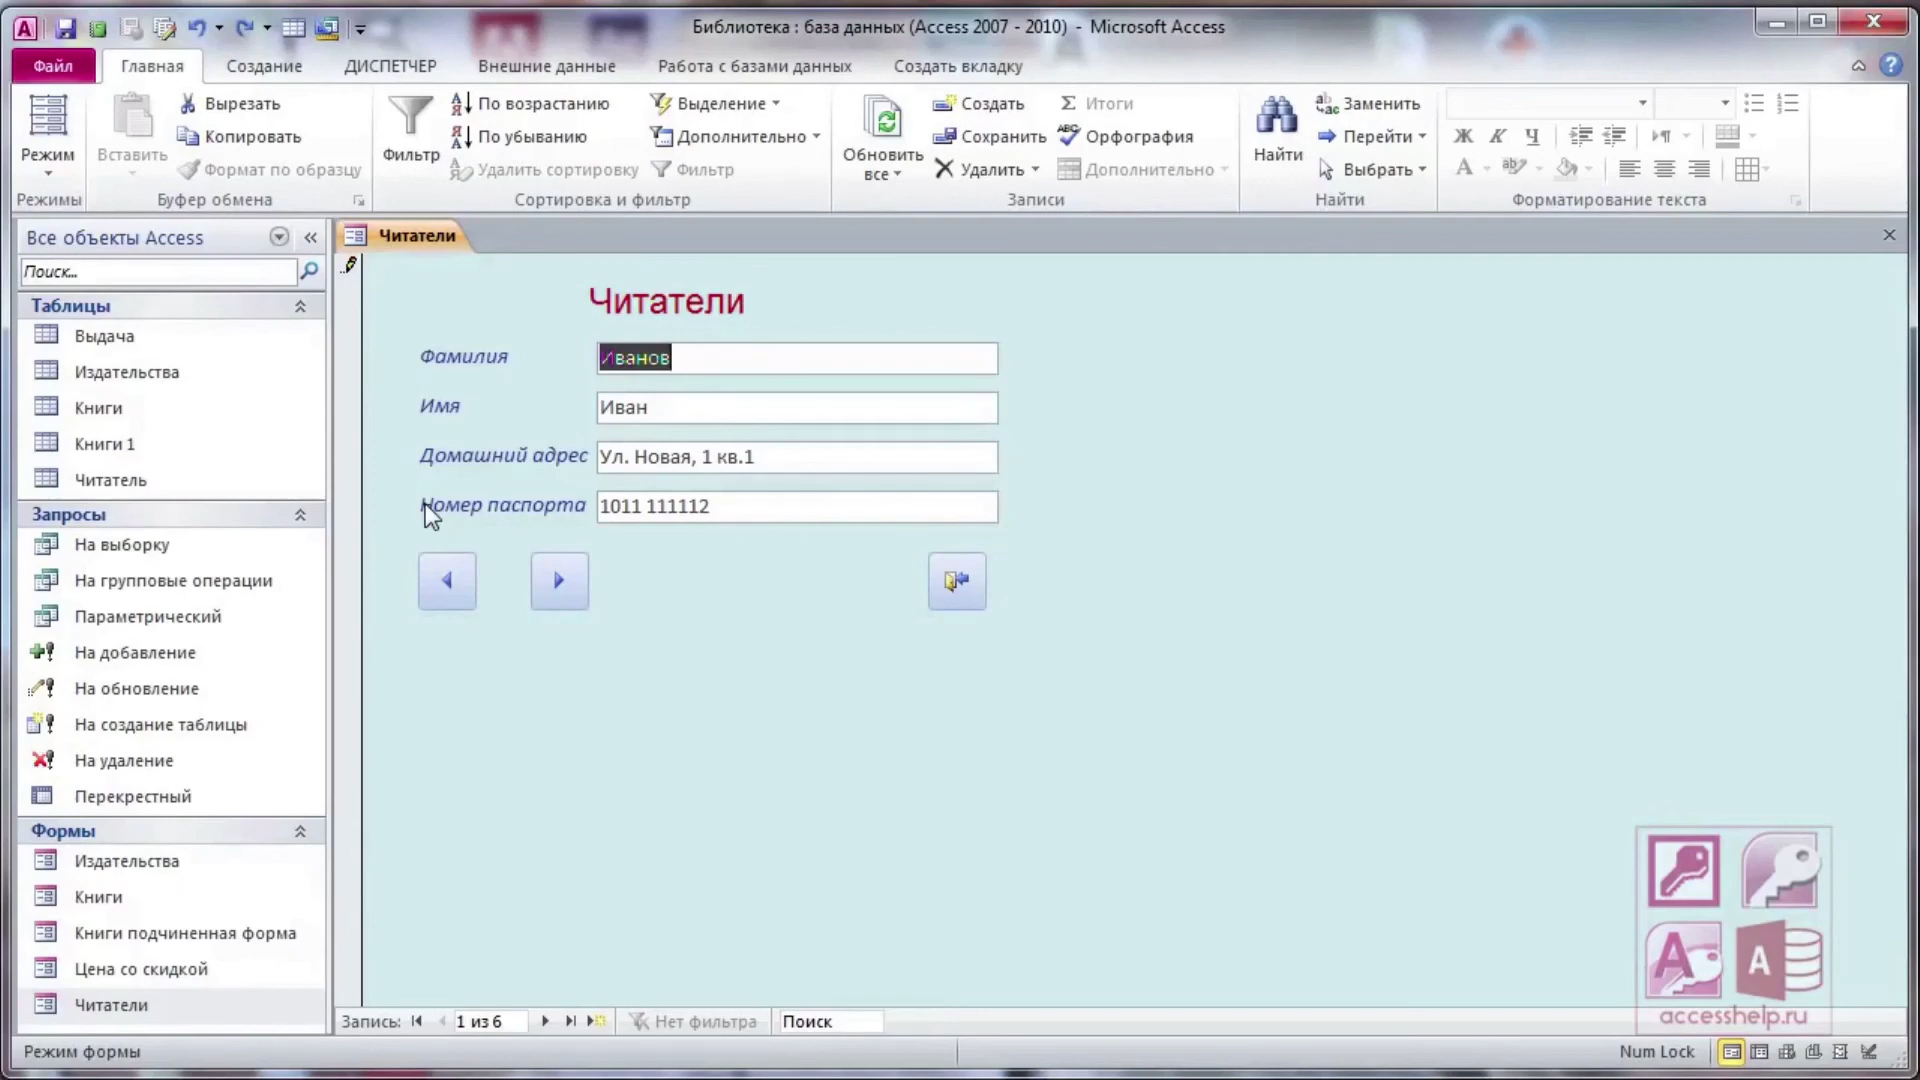 Библиотека : база данных (Access 2007 - 2010) - Microsoft Access
Файл Главная Создание ДИСПЕТЧЕР Внешние данные Работа с базами данных Создать вкладку
Режим
Режимы
Вставить
Вырезать
Копировать
Формат по образцу
Буфер обмена
Фильтр
По возрастанию
По убыванию
Удалить сортировку
Выделение
Дополнительно
Фильтр
Сортировка и фильтр
Обновить
все
Создать
Сохранить
Удалить
Итоги
Орфография
Дополнительно
Записи
Найти
Заменить
Перейти
Выбрать
Найти
Ж К Ч
Форматирование текста
Все объекты Access
Поиск...
Таблицы
Выдача
Издательства
Книги
Книги 1
Читатель
Запросы
На выборку
На групповые операции
Параметрический
На добавление
На обновление
На создание таблицы
На удаление
Перекрестный
Формы
Издательства
Книги
Книги подчиненная форма
Цена со скидкой
Читатели
Читатели
Читатели
Фамилия Иванов
Имя Иван
Домашний адрес Ул. Новая, 1 кв.1
Номер паспорта 1011 111112
accesshelp.ru
Запись: 1 из 6 Нет фильтра Поиск
Режим формы Num Lock